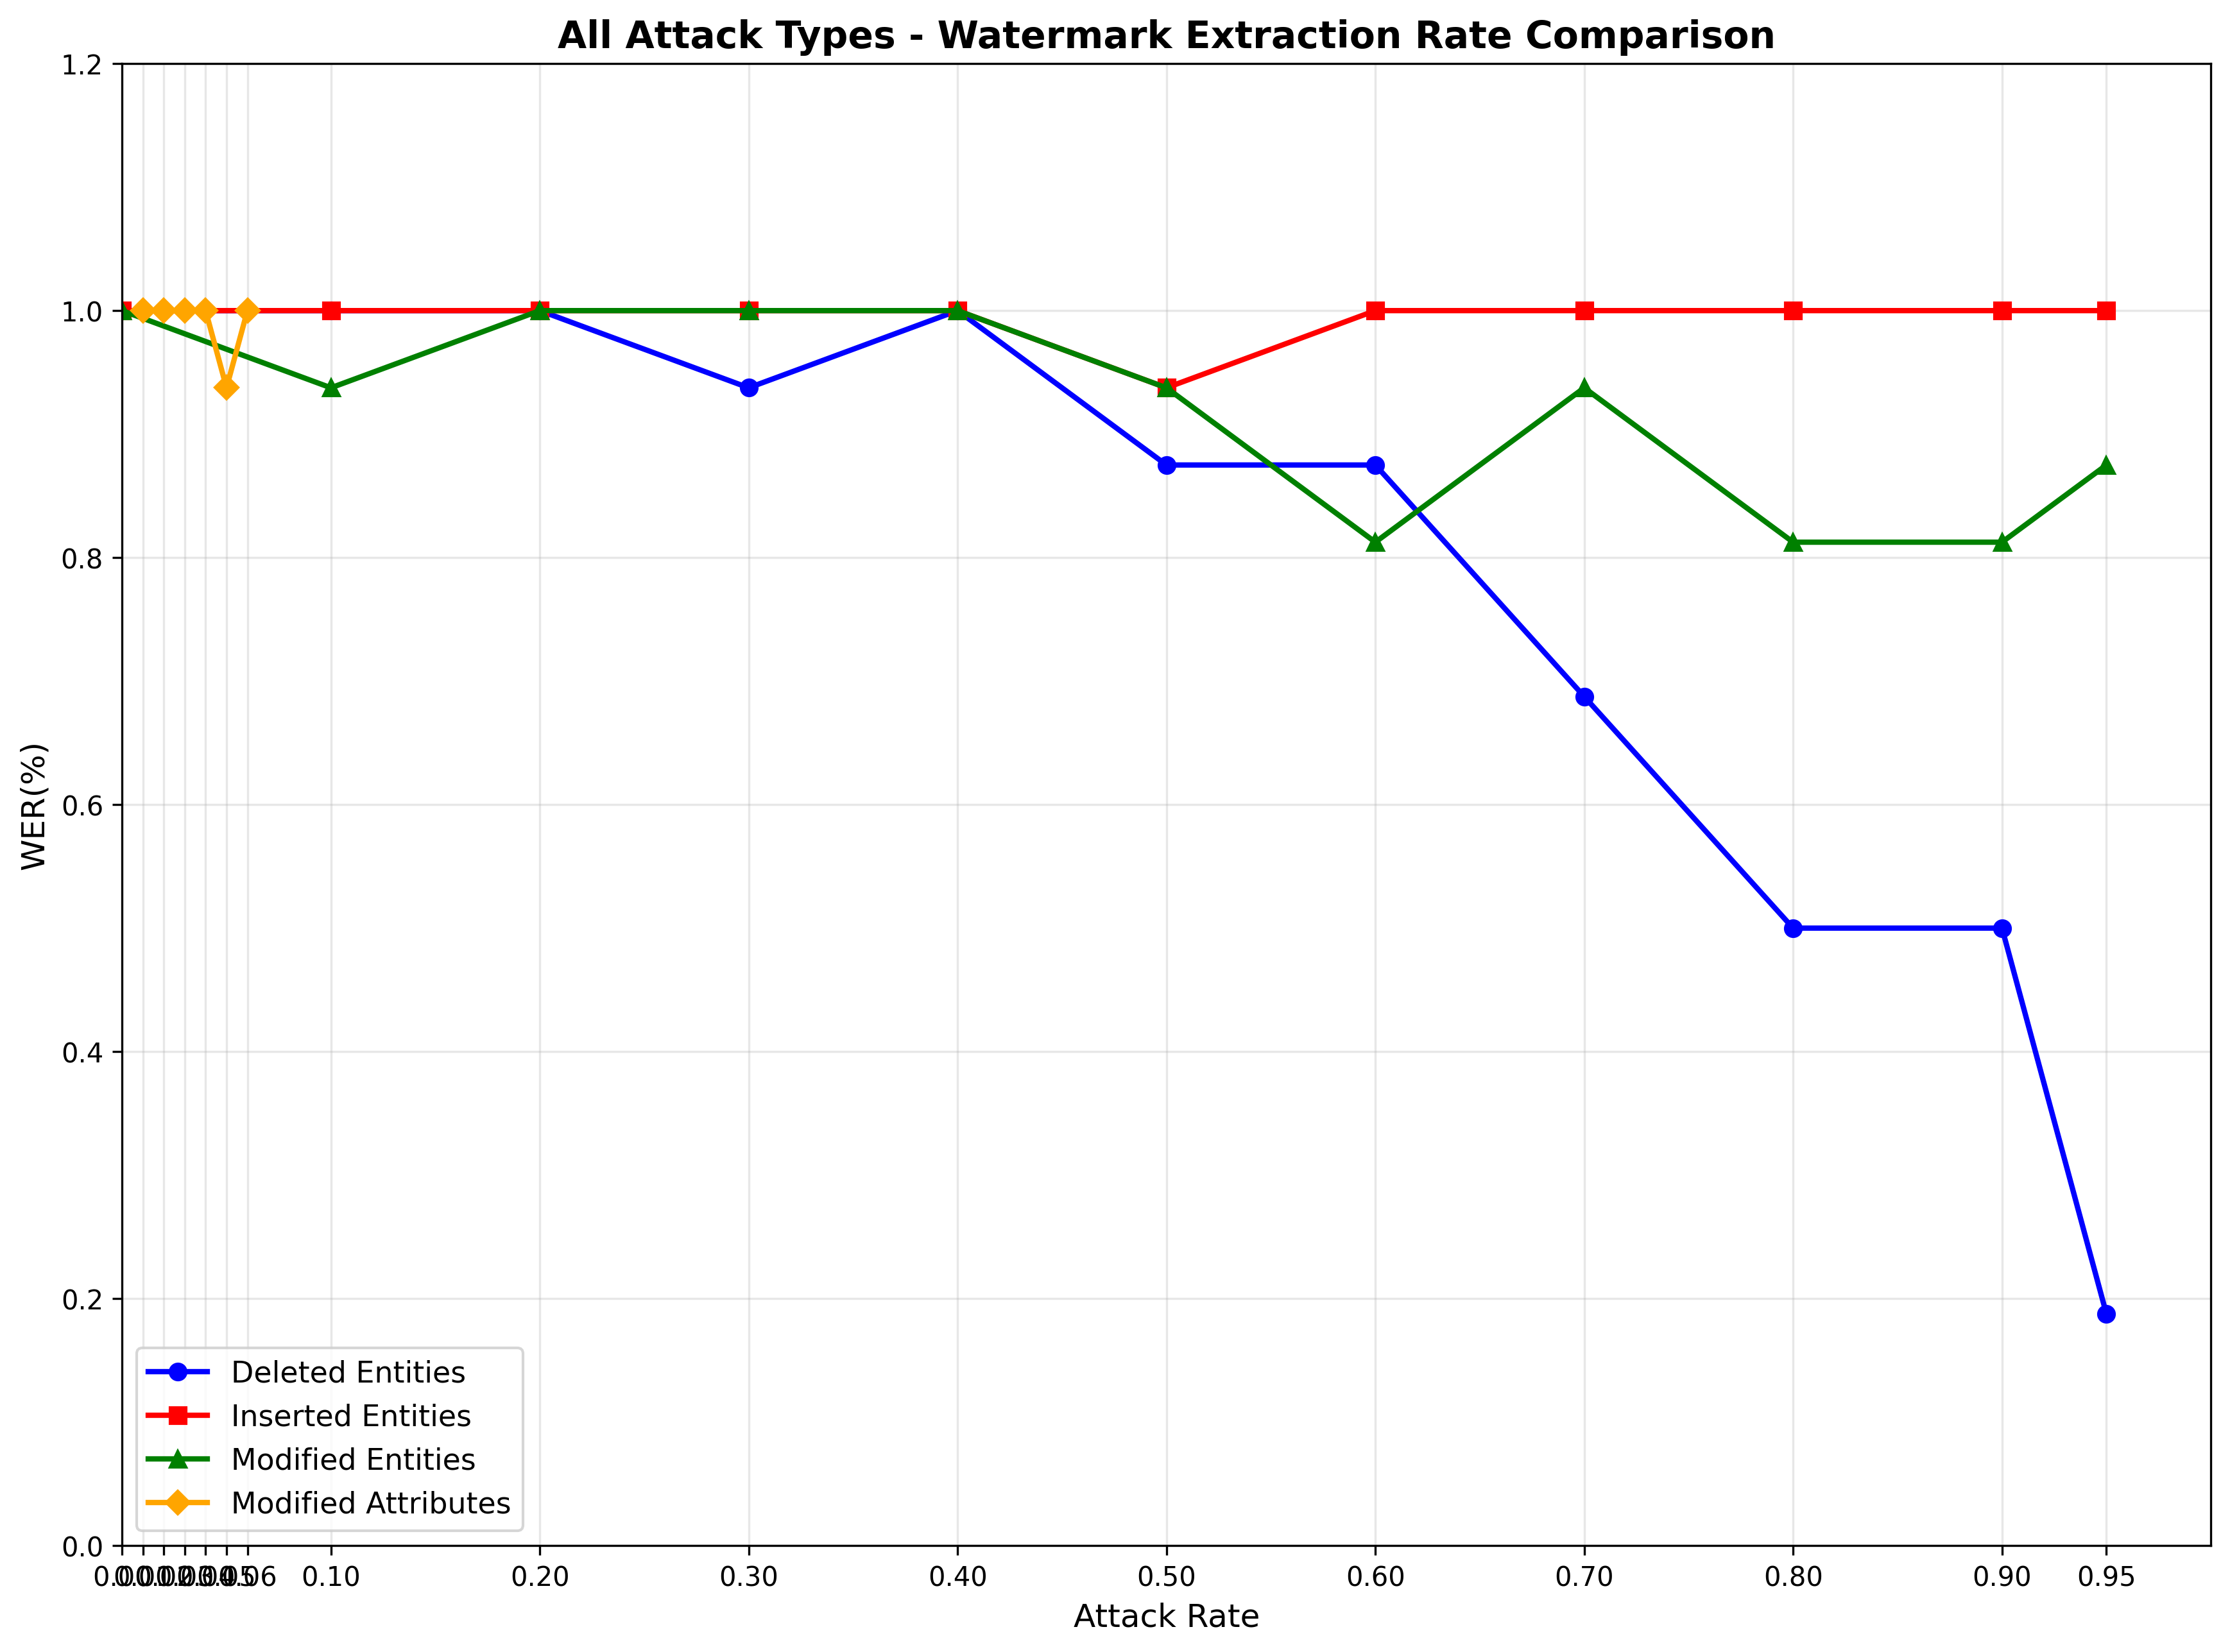 All Attack Types - Watermark Extraction Rate Comparison
1.2
1.0
0.8
0.6
0.4
0.2
0.0
WER(%)
Deleted Entities
Inserted Entities
Modified Entities
Modified Attributes
0.10 0.20 0.30 0.40 0.50 0.60 0.70 0.80 0.90 0.95
Attack Rate